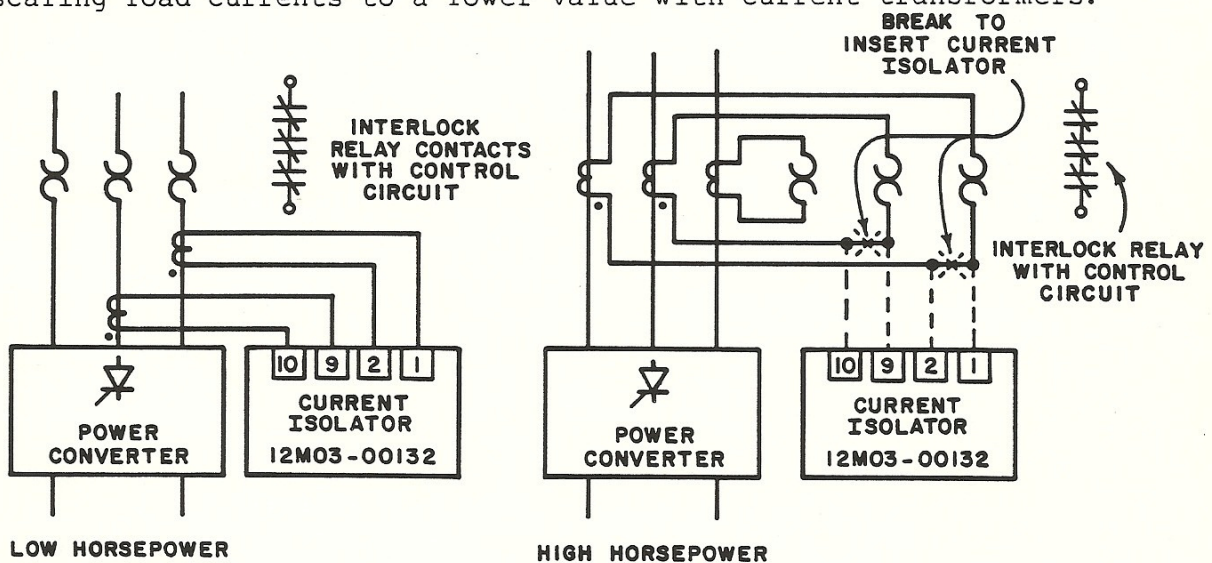 scaling load currents to a lower value with current transformers.
BREAK TO
INSERT CURRENT
ISOLATOR
INTERLOCK
RELAY CONTACTS
WITH CONTROL
CIRCUIT
INTERLOCK RELAY
WITH CONTROL
CIRCUIT
10 9 2 1
CURRENT
ISOLATOR
12M03-00132
POWER
CONVERTER
10 9 2 1
CURRENT
ISOLATOR
12M03-00132
POWER
CONVERTER
LOW HORSEPOWER
HIGH HORSEPOWER